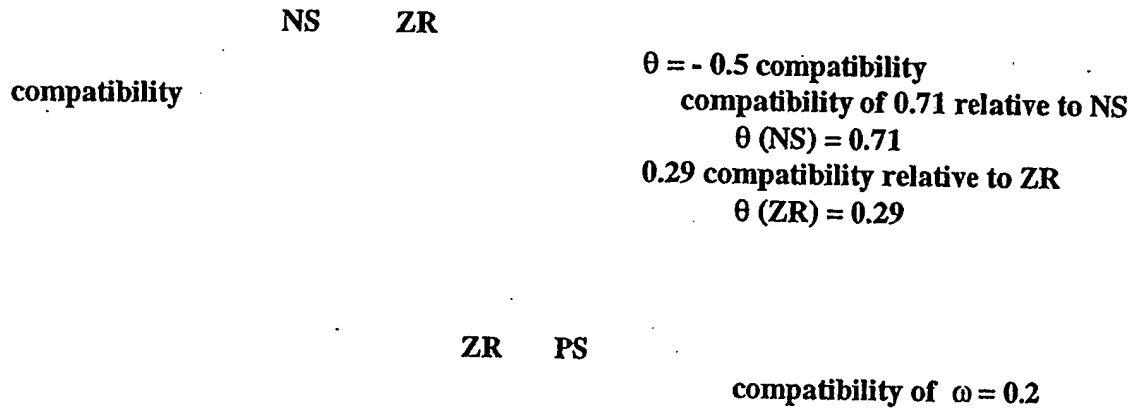 NS ZR
θ = - 0.5 compatibility
compatibility
compatibility of 0.71 relative to NS
θ (NS) = 0.71
0.29 compatibility relative to ZR
θ (ZR) = 0.29
ZR PS
compatibility of ω = 0.2